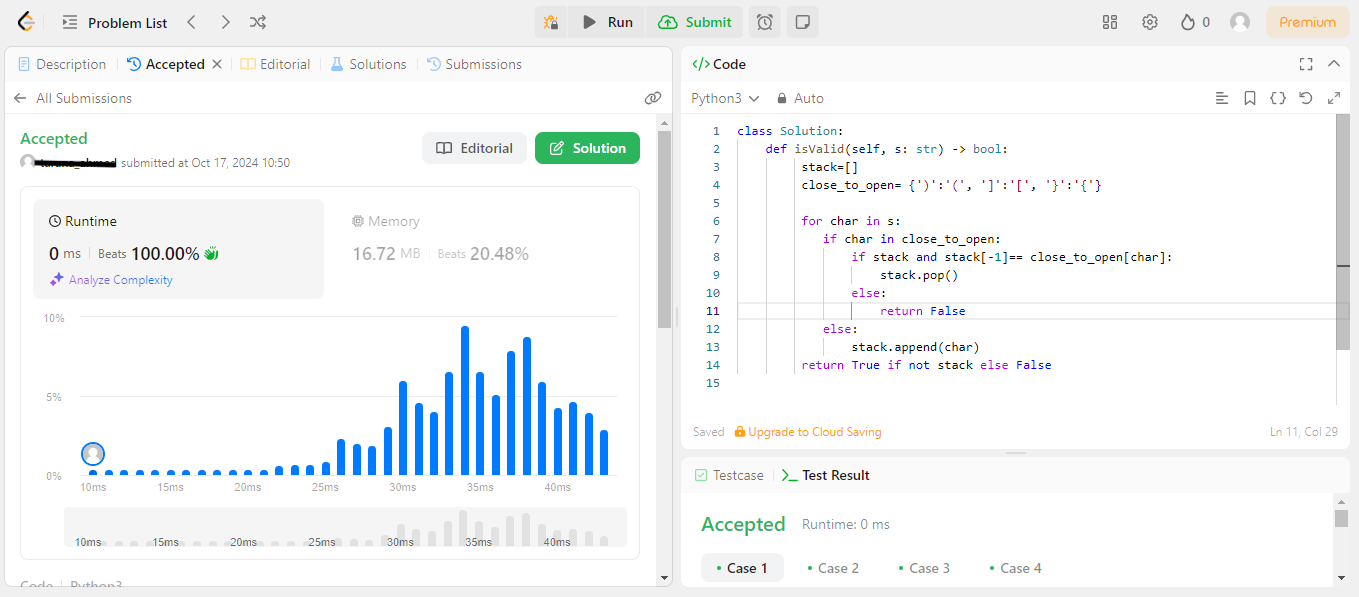 Problem List
Run
Submit
0
Premium
Description
Accepted
Editorial
Solutions
Submissions
All Submissions
Accepted
submitted at Oct 17, 2024 10:50
Editorial
Solution
Runtime
0 ms | Beats 100.00%
Analyze Complexity
Memory
16.72 MB | Beats 20.48%
10%
5%
0%
10ms 15ms 20ms 25ms 30ms 35ms 40ms
10ms 15ms 20ms 25ms 30ms 35ms 40ms
Code | Python3
</> Code
Python3
Auto
1 class Solution:
2 def isValid(self, s: str) -> bool:
3 stack=[]
4 close_to_open= {')':'(', ']':'[', '}':'{'}
5
6 for char in s:
7 if char in close_to_open:
8 if stack and stack[-1]== close_to_open[char]:
9 stack.pop()
10 else:
11 return False
12 else:
13 stack.append(char)
14 return True if not stack else False
15
Saved
Upgrade to Cloud Saving
Ln 11, Col 29
Testcase
Test Result
Accepted
Runtime: 0 ms
Case 1
Case 2
Case 3
Case 4